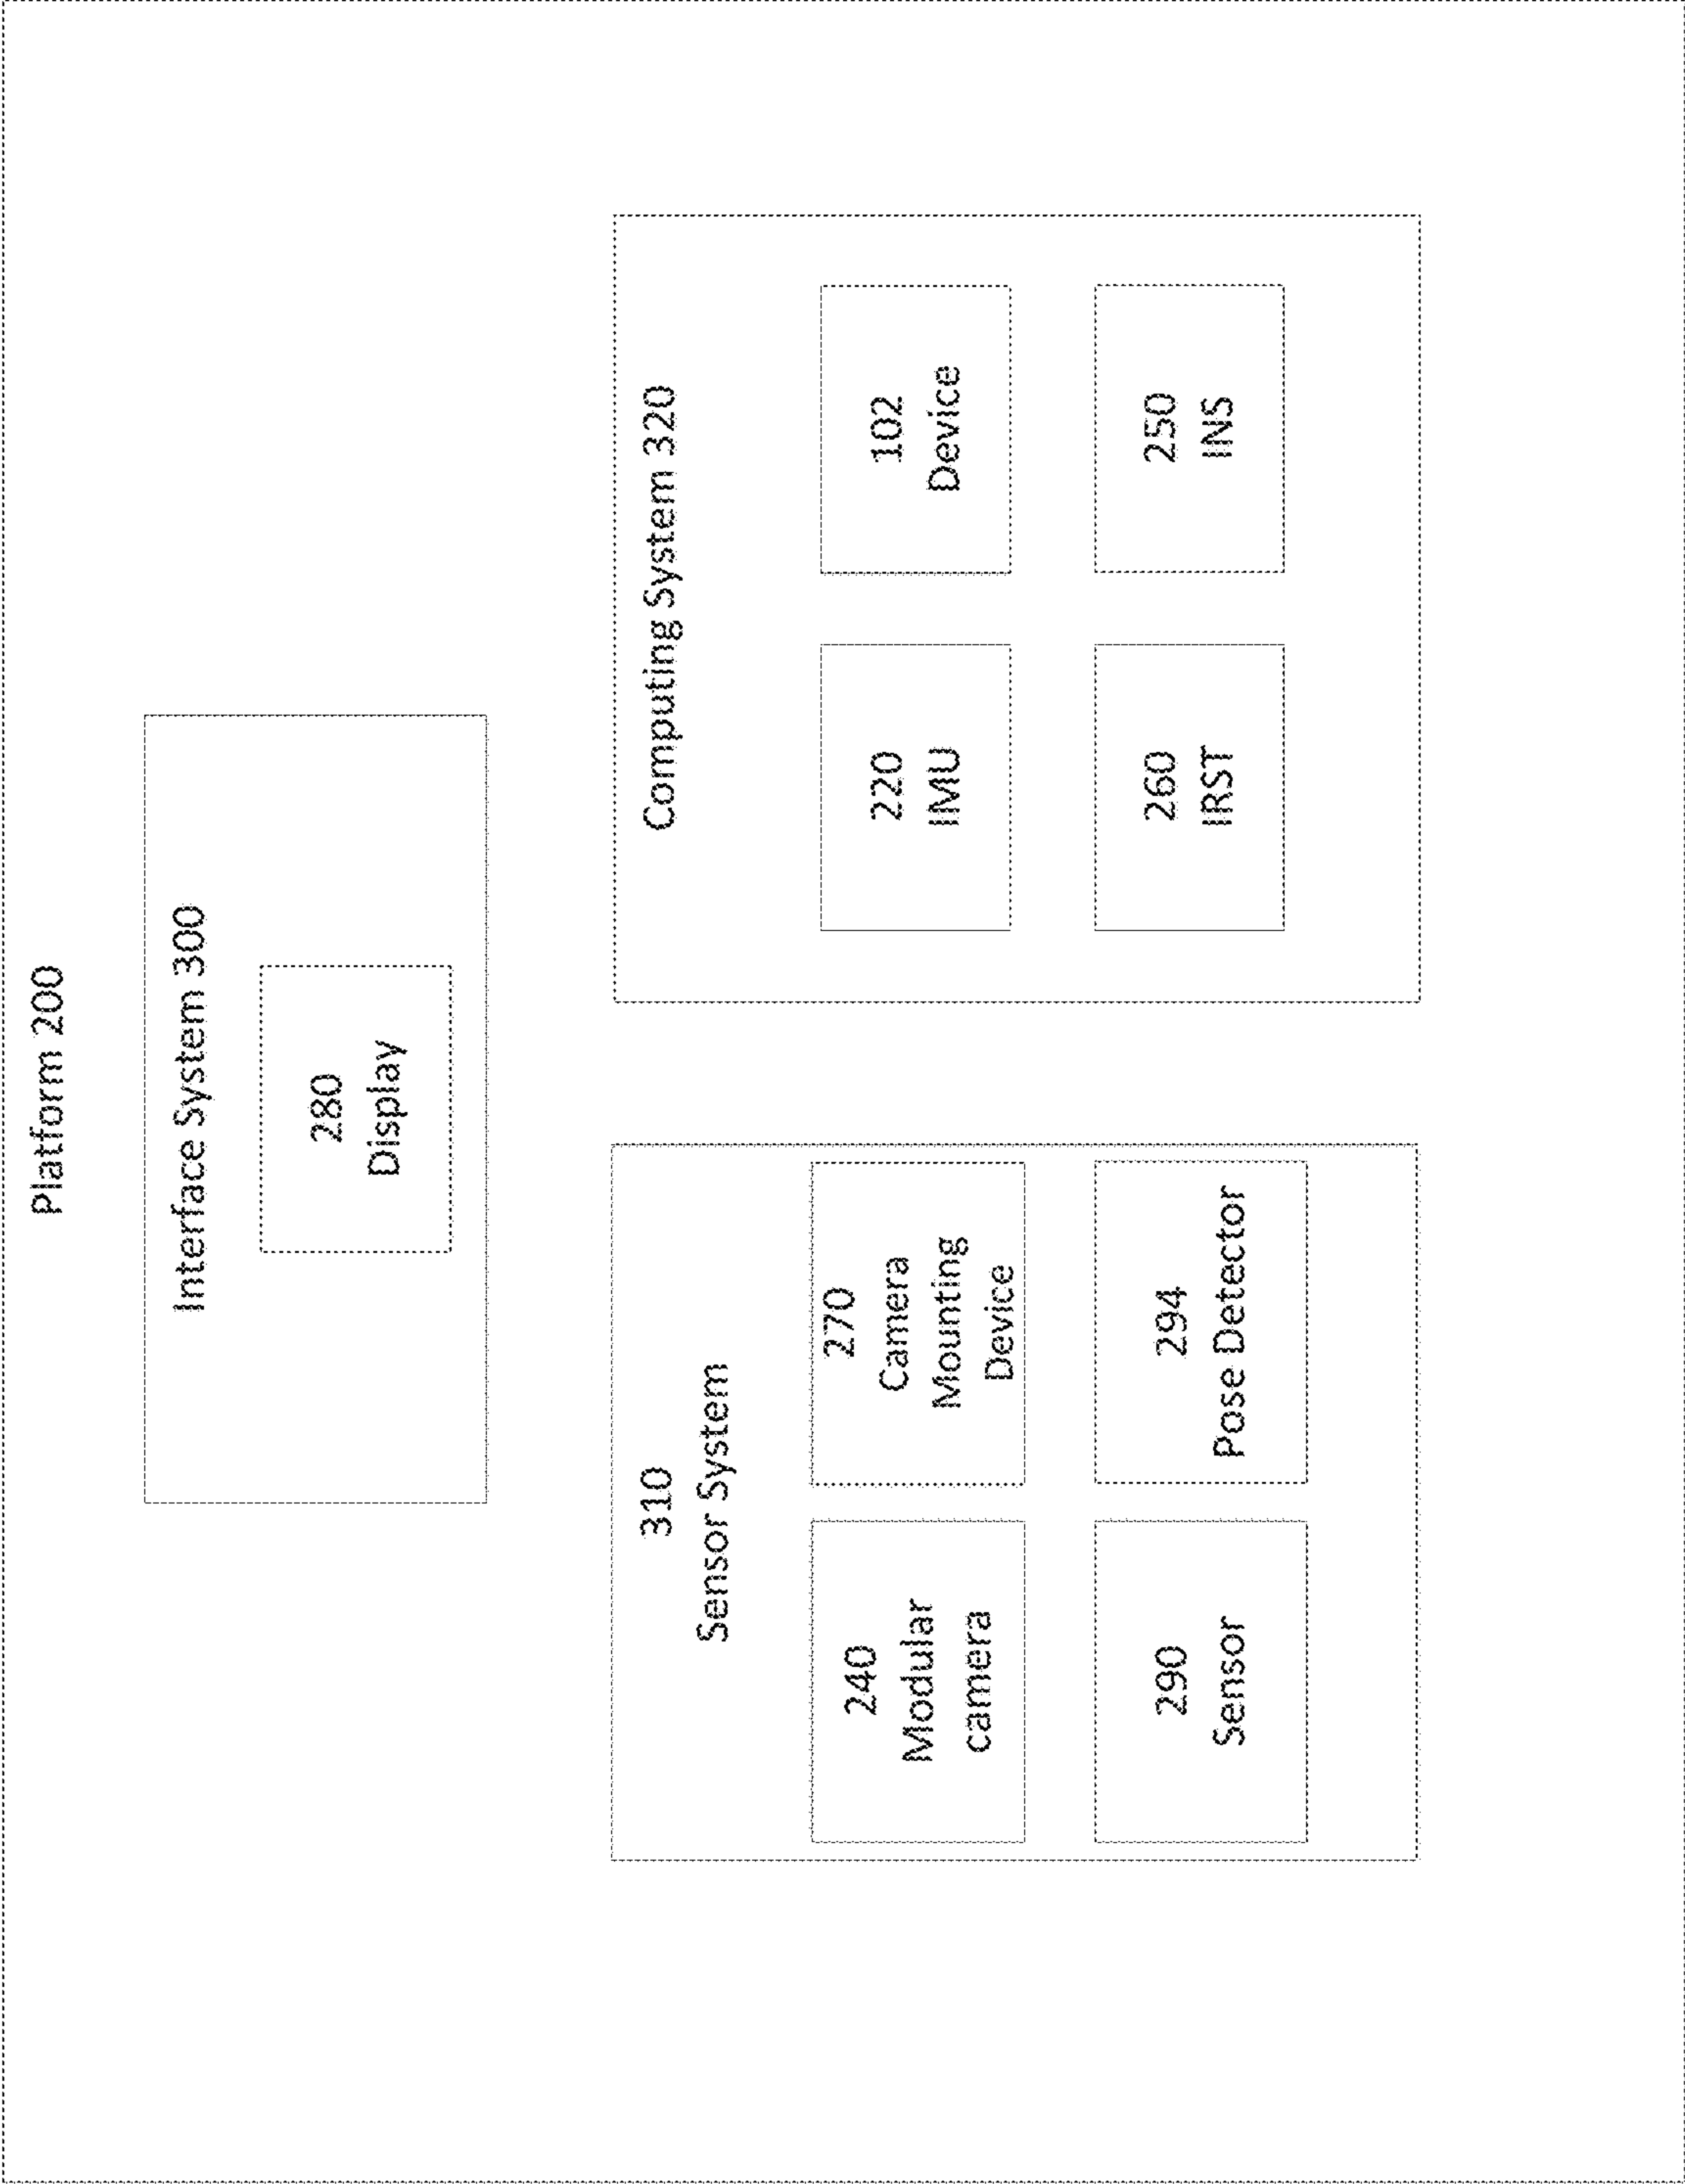 Platform 200
Interface System 300
280
Display
310
Sensor System
240
Modular
camera
270
Camera
Mounting
Device
290
Sensor
294
Pose Detector
Computing System 320
220
IMU
102
Device
260
IRST
250
INS